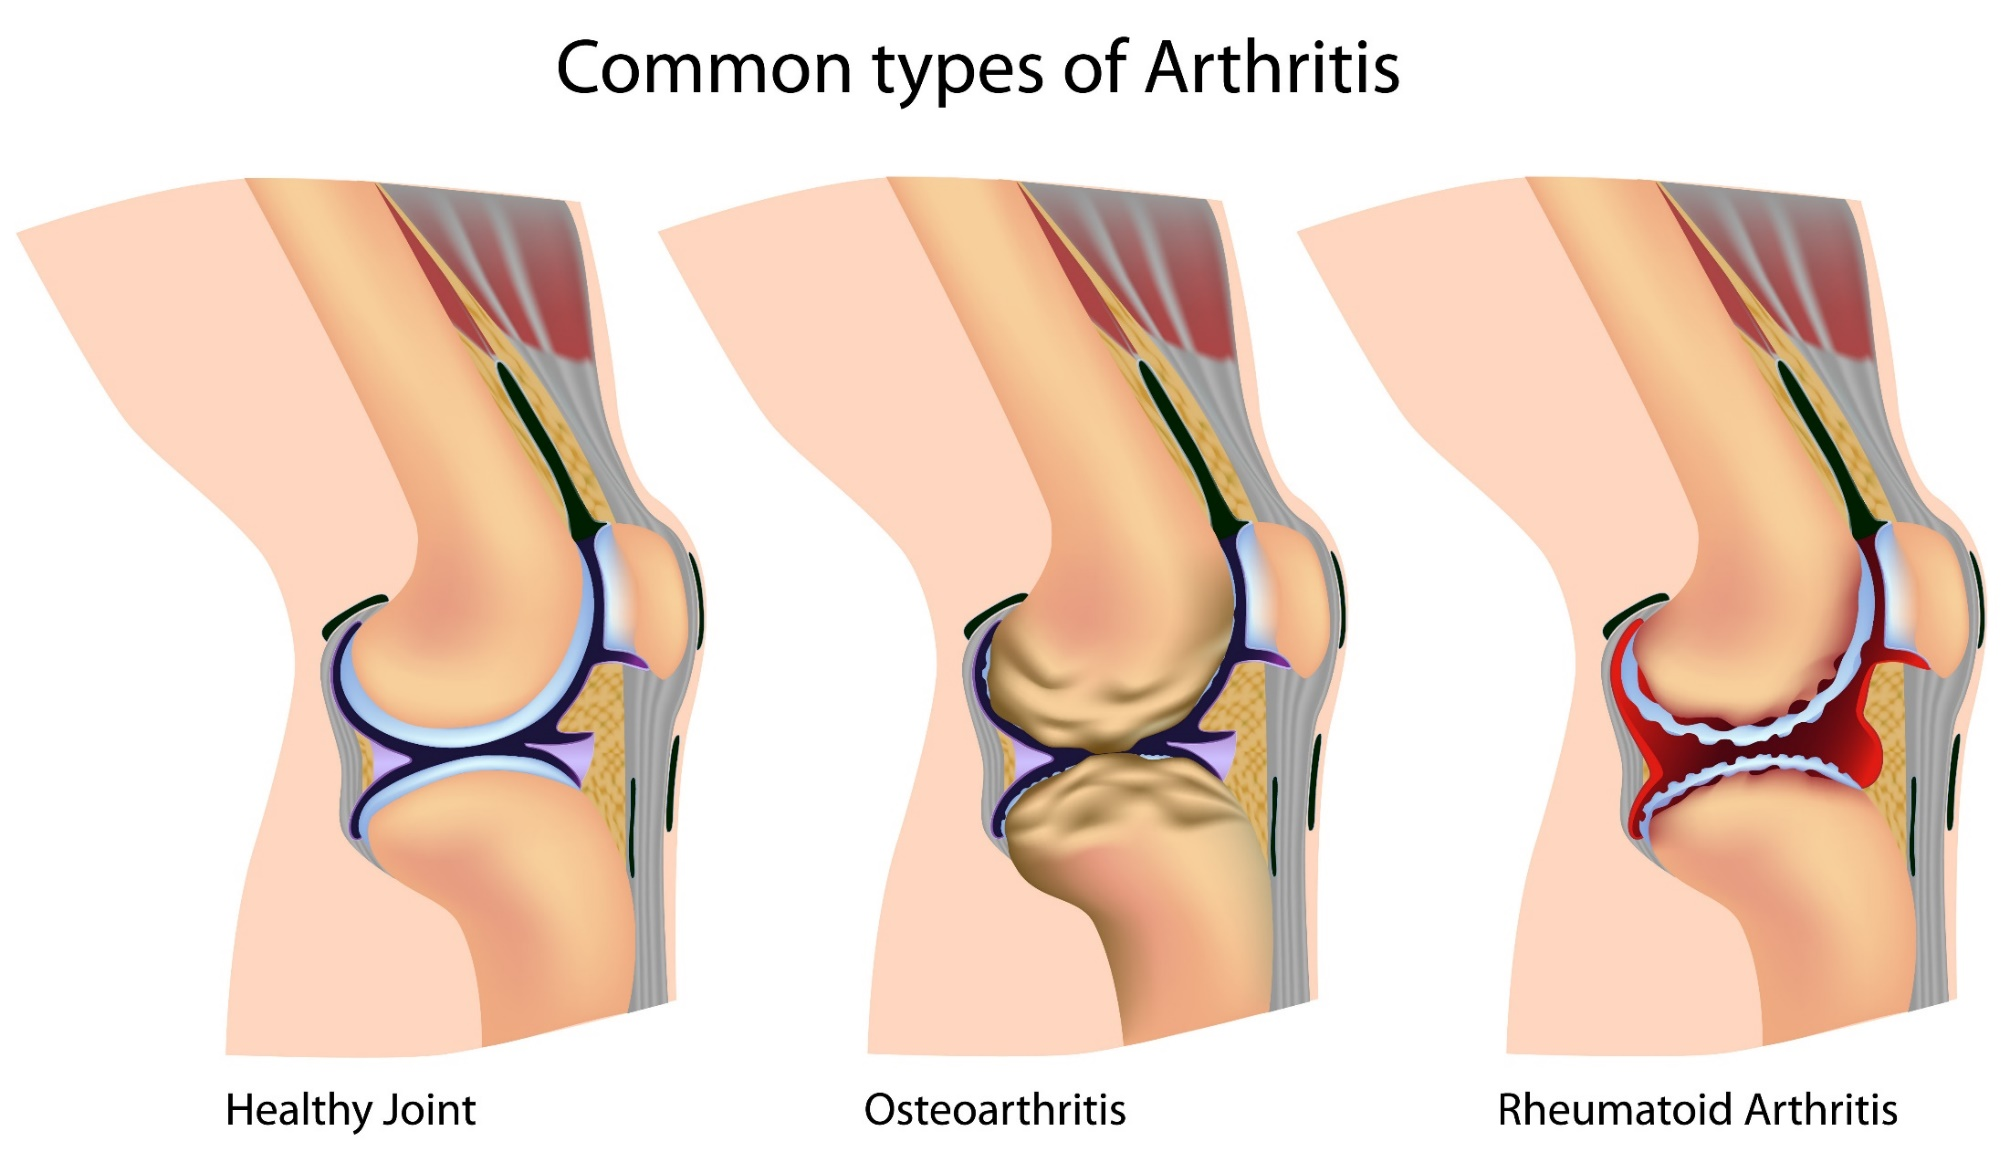 Common types of Arthritis
Healthy Joint
Osteoarthritis
Rheumatoid Arthritis